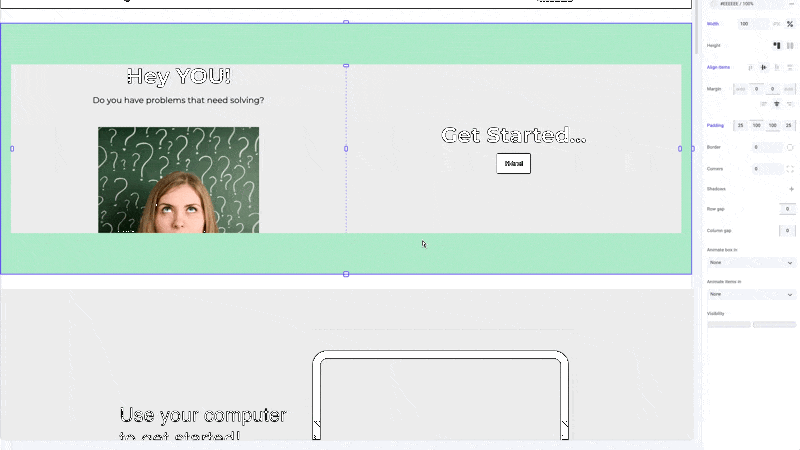 #EEEEEE / 100%
Width 100 %
Height
Align items
Margin auto 0 0 auto
Padding 25 100 100 25
Border 0
Corners 0
Shadows
Row gap 0
Column gap 0
Animate box in
None
Animate items in
None
Visibility
Hey YOU!
Do you have problems that need solving?
Get Started...
Use your computer
to get started!